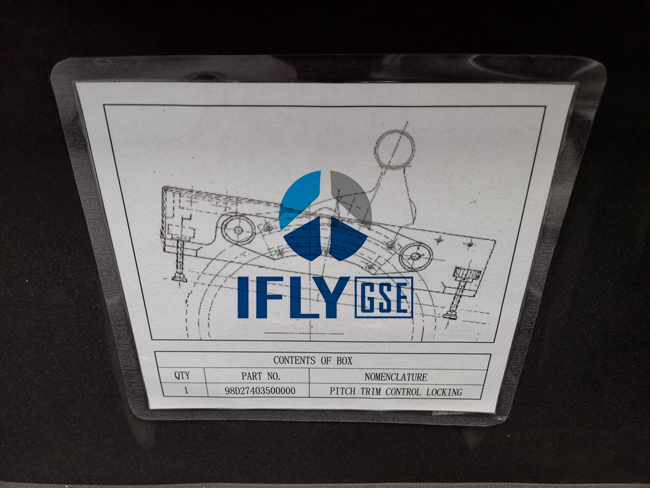 IFLY GSE
CONTENTS OF BOX
QTY PART NO. NOMENCLATURE
1 98D27403500000 PITCH TRIM CONTROL LOCKING